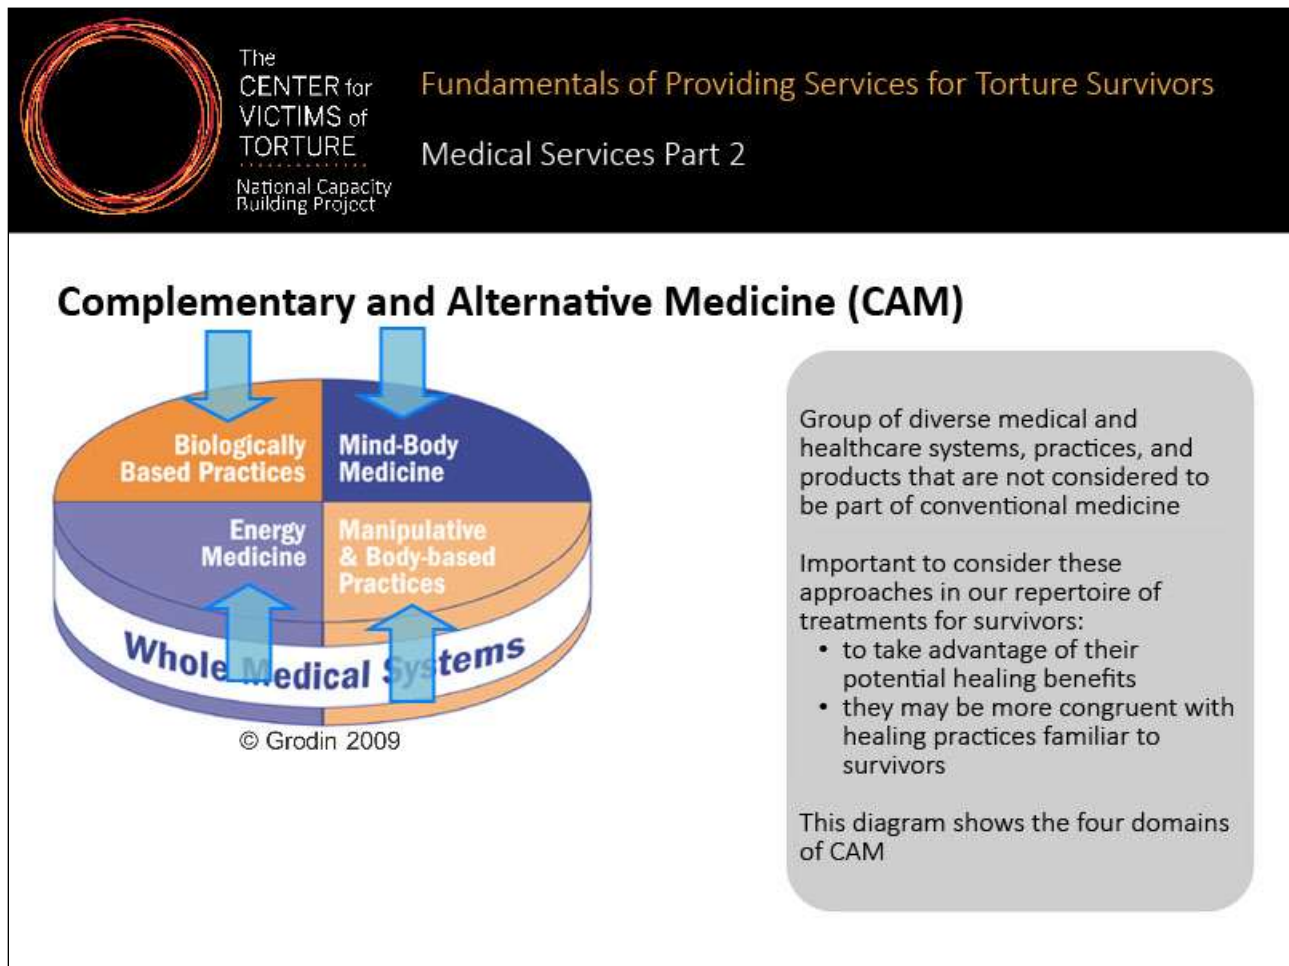 The
CENTER for
VICTIMS of
TORTURE
National Capacity
Building Project
Fundamentals of Providing Services for Torture Survivors
Medical Services Part 2
Complementary and Alternative Medicine (CAM)
Biologically
Based Practices
Mind-Body
Medicine
Energy
Medicine
Manipulative
& Body-based
Practices
Whole Medical Systems
© Grodin 2009
Group of diverse medical and
healthcare systems, practices, and
products that are not considered to
be part of conventional medicine
Important to consider these
approaches in our repertoire of
treatments for survivors:
• to take advantage of their
potential healing benefits
• they may be more congruent with
healing practices familiar to
survivors
This diagram shows the four domains
of CAM